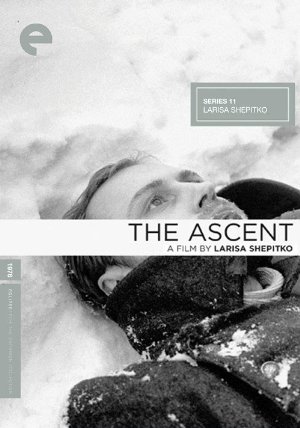 e
SERIES 11
LARISA SHEPITKO
THE ASCENT
A FILM BY LARISA SHEPITKO